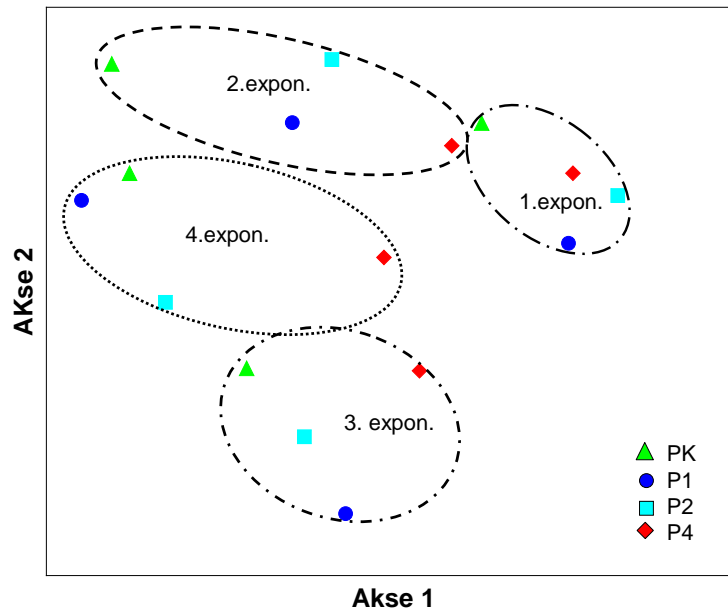 2.expon.
1.expon.
4.expon.
3. expon.
PK
P1
P2
P4
AKse 2
Akse 1